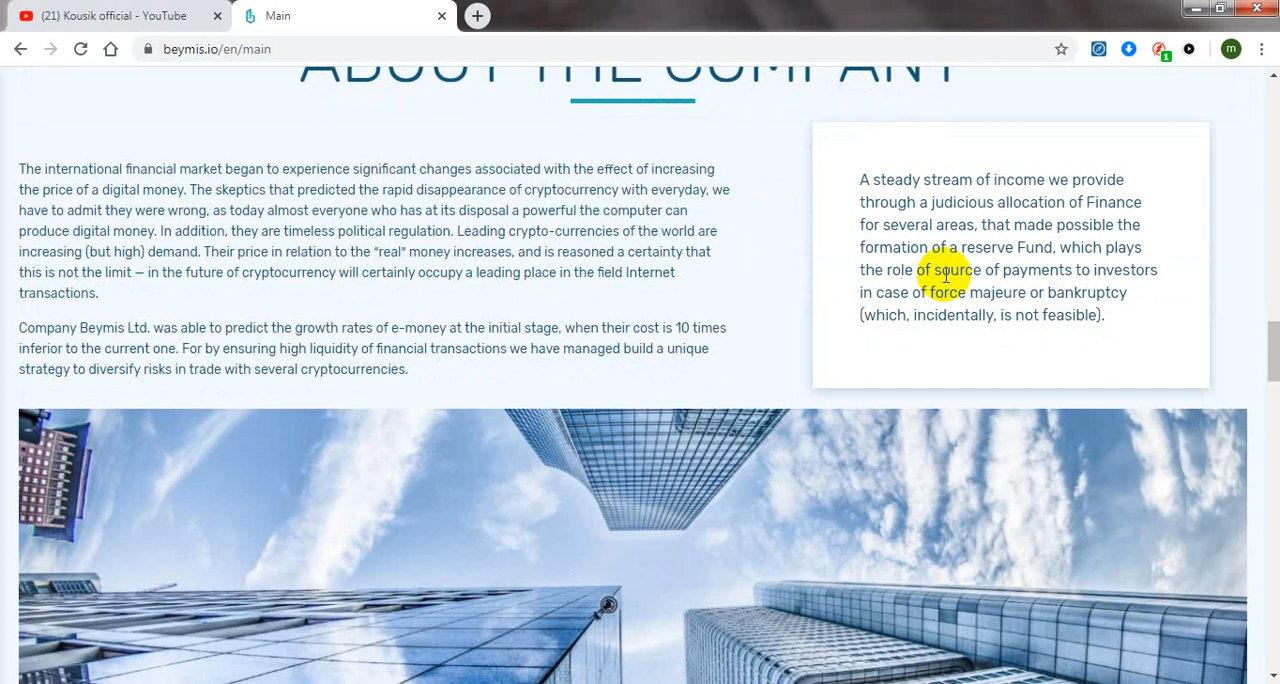 (21) Kousik official - YouTube
Main
beymis.io/en/main
1
m
ABOUT THE COMPANY
The international financial market began to experience significant changes associated with the effect of increasing
the price of a digital money. The skeptics that predicted the rapid disappearance of cryptocurrency with everyday, we
have to admit they were wrong, as today almost everyone who has at its disposal a powerful the computer can
produce digital money. In addition, they are timeless political regulation. Leading crypto-currencies of the world are
increasing (but high) demand. Their price in relation to the "real" money increases, and is reasoned a certainty that
this is not the limit – in the future of cryptocurrency will certainly occupy a leading place in the field Internet
transactions.
Company Beymis Ltd. was able to predict the growth rates of e-money at the initial stage, when their cost is 10 times
inferior to the current one. For by ensuring high liquidity of financial transactions we have managed build a unique
strategy to diversify risks in trade with several cryptocurrencies.
A steady stream of income we provide
through a judicious allocation of Finance
for several areas, that made possible the
formation of a reserve Fund, which plays
the role of source of payments to investors
in case of force majeure or bankruptcy
(which, incidentally, is not feasible).